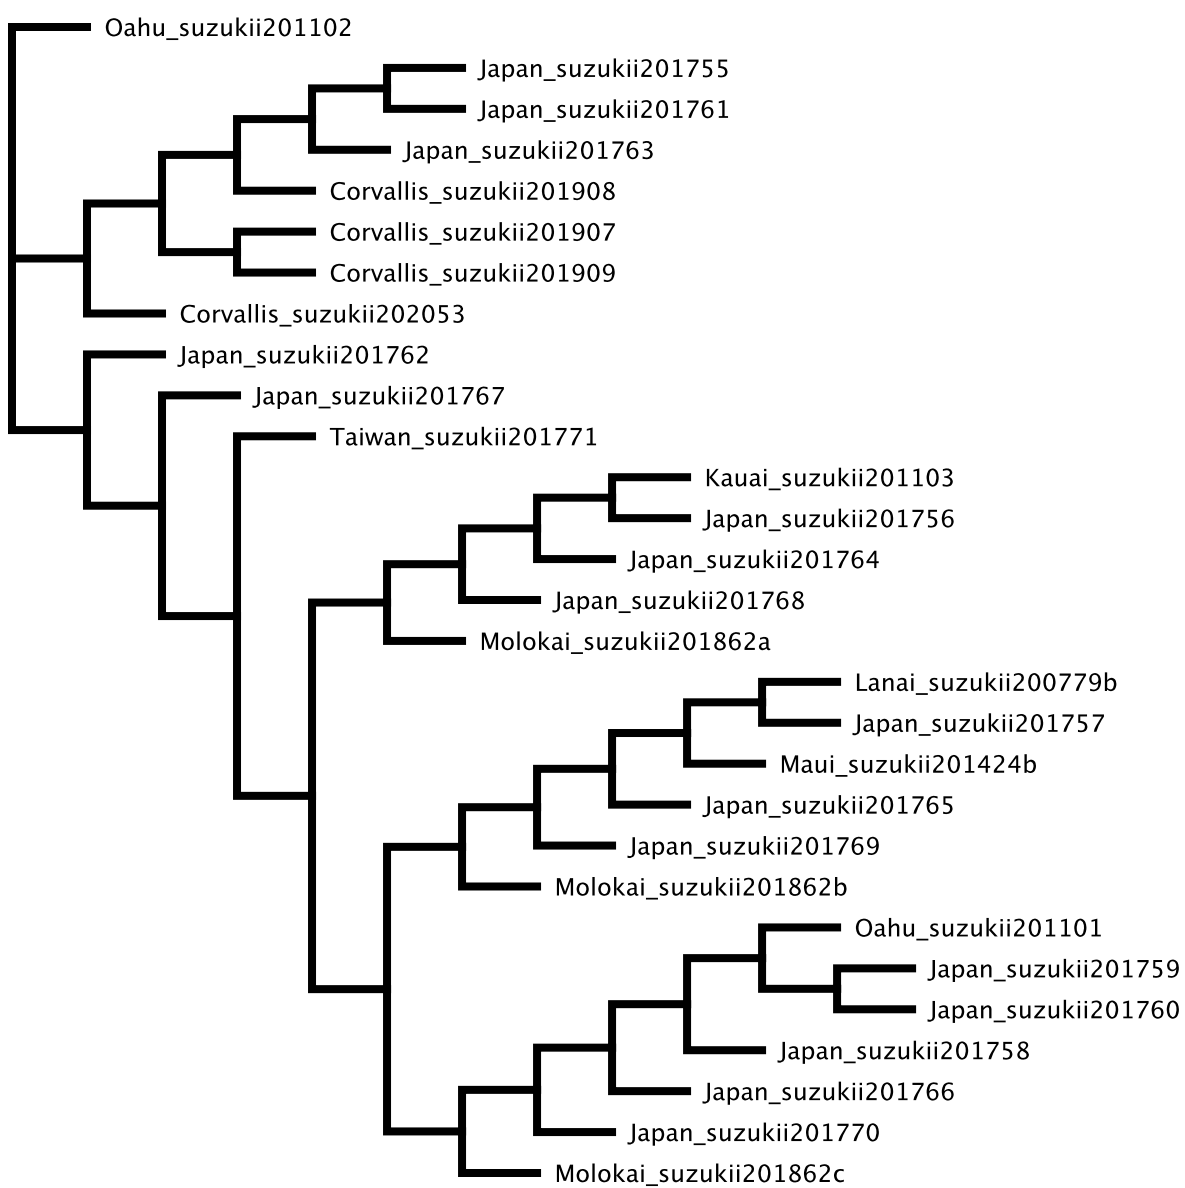 Oahu_suzukii201102
Japan_suzukii201755
Japan_suzukii201761
Japan_suzukii201763
Corvallis_suzukii201908
Corvallis_suzukii201907
Corvallis_suzukii201909
Corvallis_suzukii202053
Japan_suzukii201762
Japan_suzukii201767
Taiwan_suzukii201771
Kauai_suzukii201103
Japan_suzukii201756
Japan_suzukii201764
Japan_suzukii201768
Molokai_suzukii201862a
Lanai_suzukii200779b
Japan_suzukii201757
Maui_suzukii201424b
Japan_suzukii201765
Japan_suzukii201769
Molokai_suzukii201862b
Oahu_suzukii201101
Japan_suzukii201759
Japan_suzukii201760
Japan_suzukii201758
Japan_suzukii201766
Japan_suzukii201770
Molokai_suzukii201862c